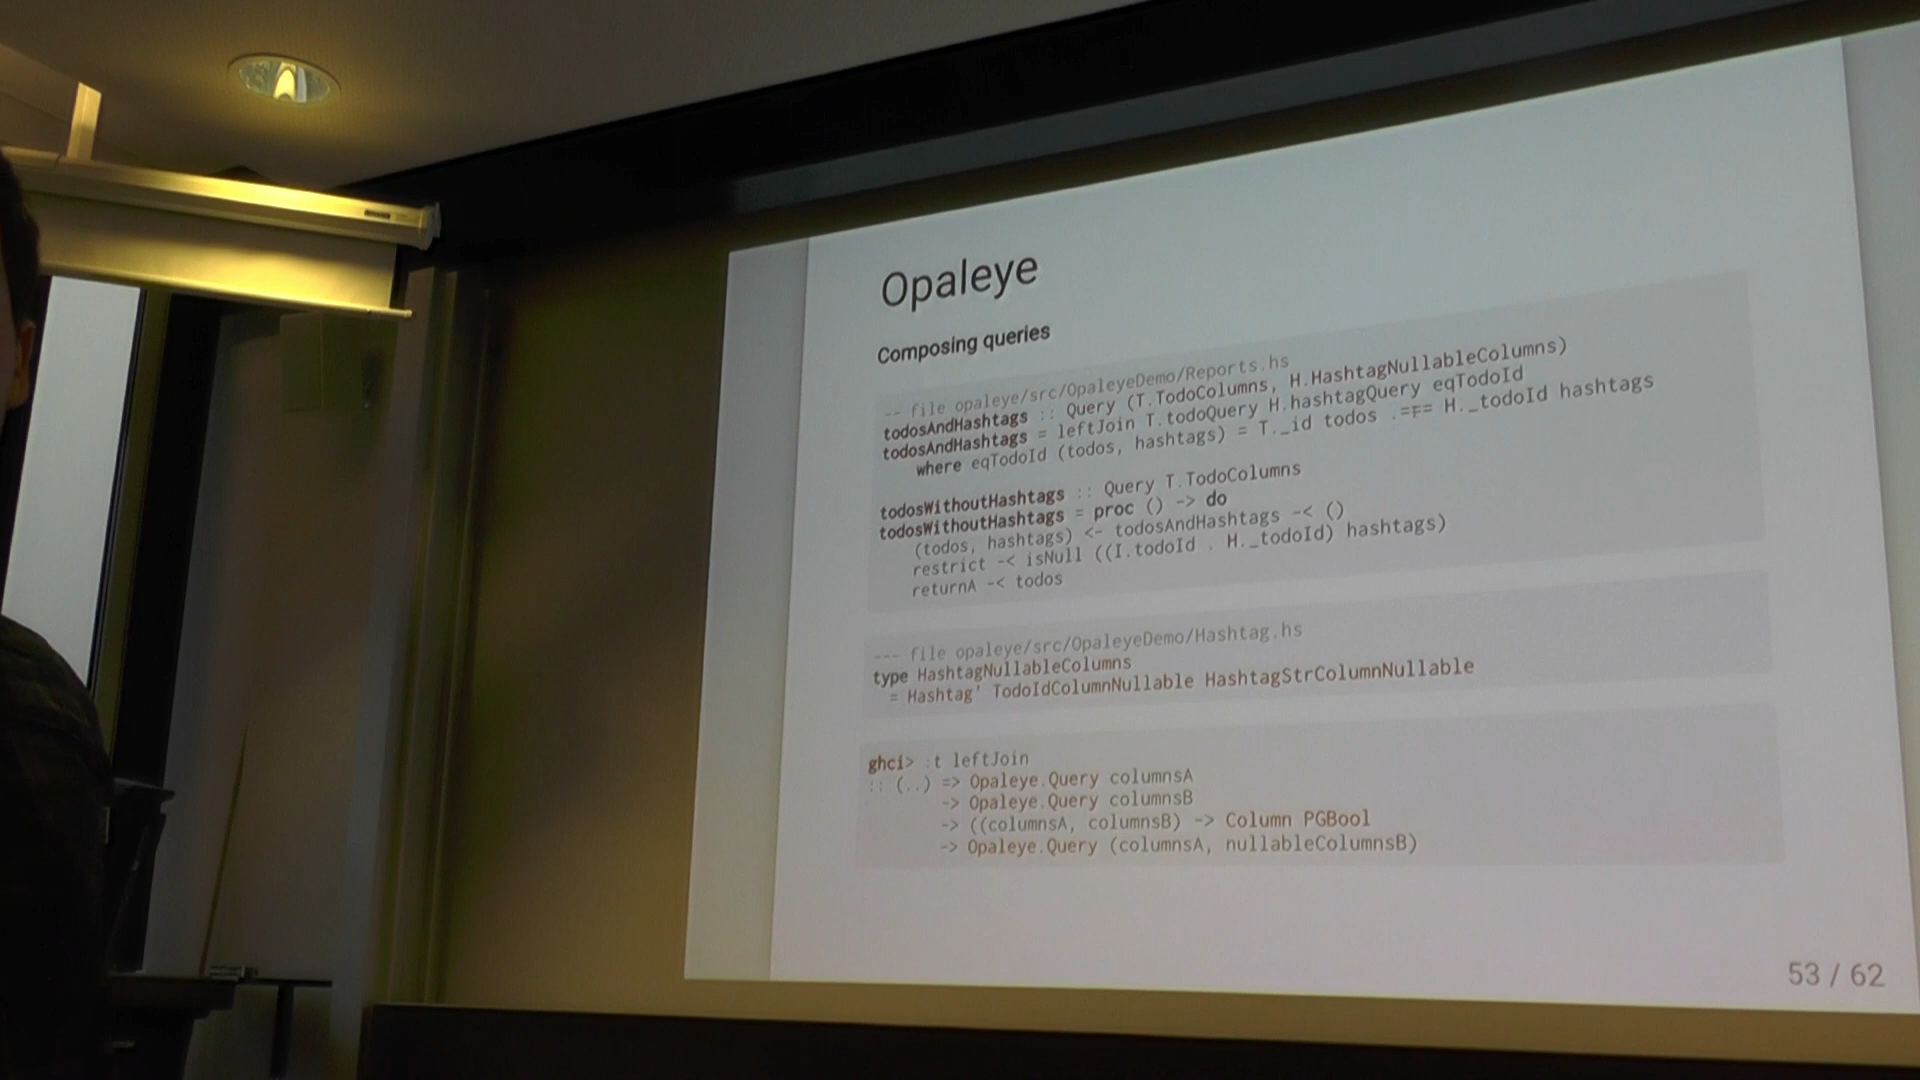 Opaleye
Composing queries
-- file opaleye/src/OpaleyeDemo/Reports.hs
todosAndHashtags :: Query (T.TodoColumns, H.HashtagNullableColumns)
todosAndHashtags = leftJoin T.todoQuery H.hashtagQuery eqTodoId
    where eqTodoId (todos, hashtags) = T._id todos .=== H._todoId hashtags
todosWithoutHashtags :: Query T.TodoColumns
todosWithoutHashtags = proc () -> do
    (todos, hashtags) <- todosAndHashtags -< ()
    restrict -< isNull ((I.todoId . H._todoId) hashtags)
    returnA -< todos
--- file opaleye/src/OpaleyeDemo/Hashtag.hs
type HashtagNullableColumns
  = Hashtag' TodoIdColumnNullable HashtagStrColumnNullable
ghci> :t leftJoin
:: (..) => Opaleye.Query columnsA
        -> Opaleye.Query columnsB
        -> ((columnsA, columnsB) -> Column PGBool
        -> Opaleye.Query (columnsA, nullableColumnsB)
53 / 62